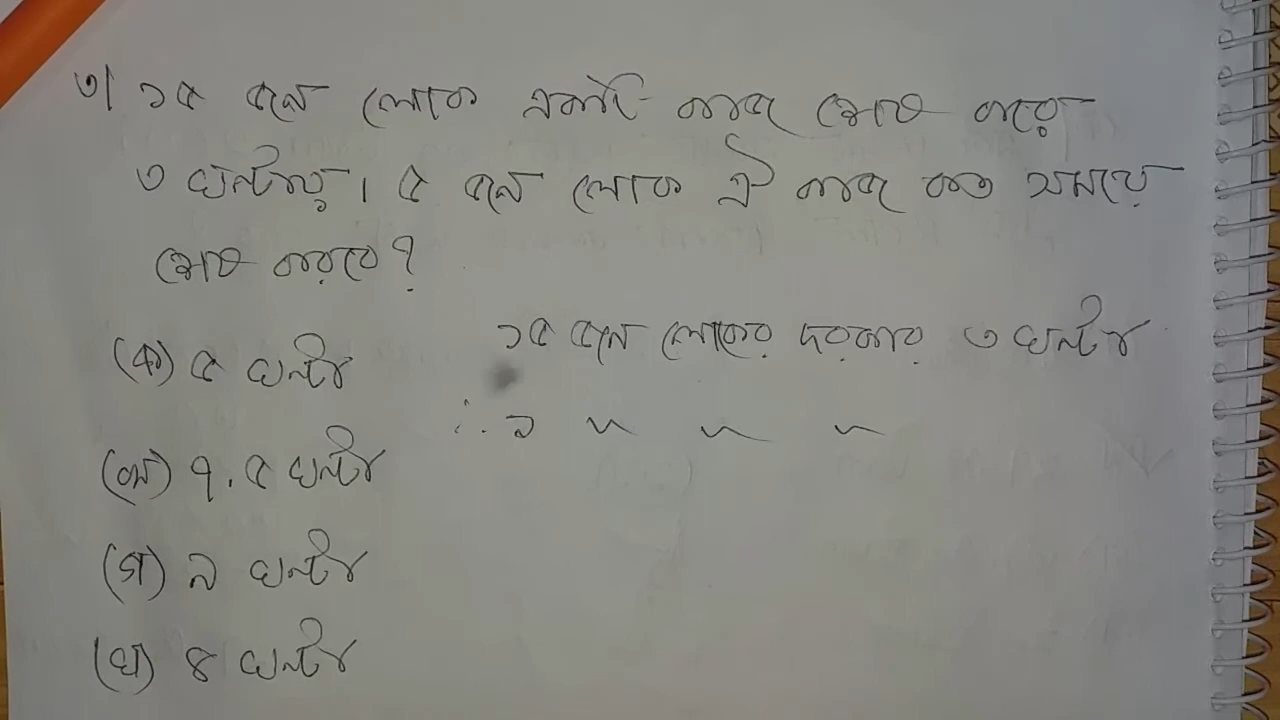 ৩। ১৫ জন লোক একটি কাজ শেষ করে
৩ ঘন্টায়। ৫ জন লোক ঐ কাজ কত সময়ে
শেষ করবে?
(ক) ৫ ঘন্টা
(খ) ৭.৫ ঘন্টা
(গ) ৯ ঘন্টা
(ঘ) ৪ ঘন্টা
১৫ জন লোকের দরকার ৩ ঘন্টা
∴ ১ " " "